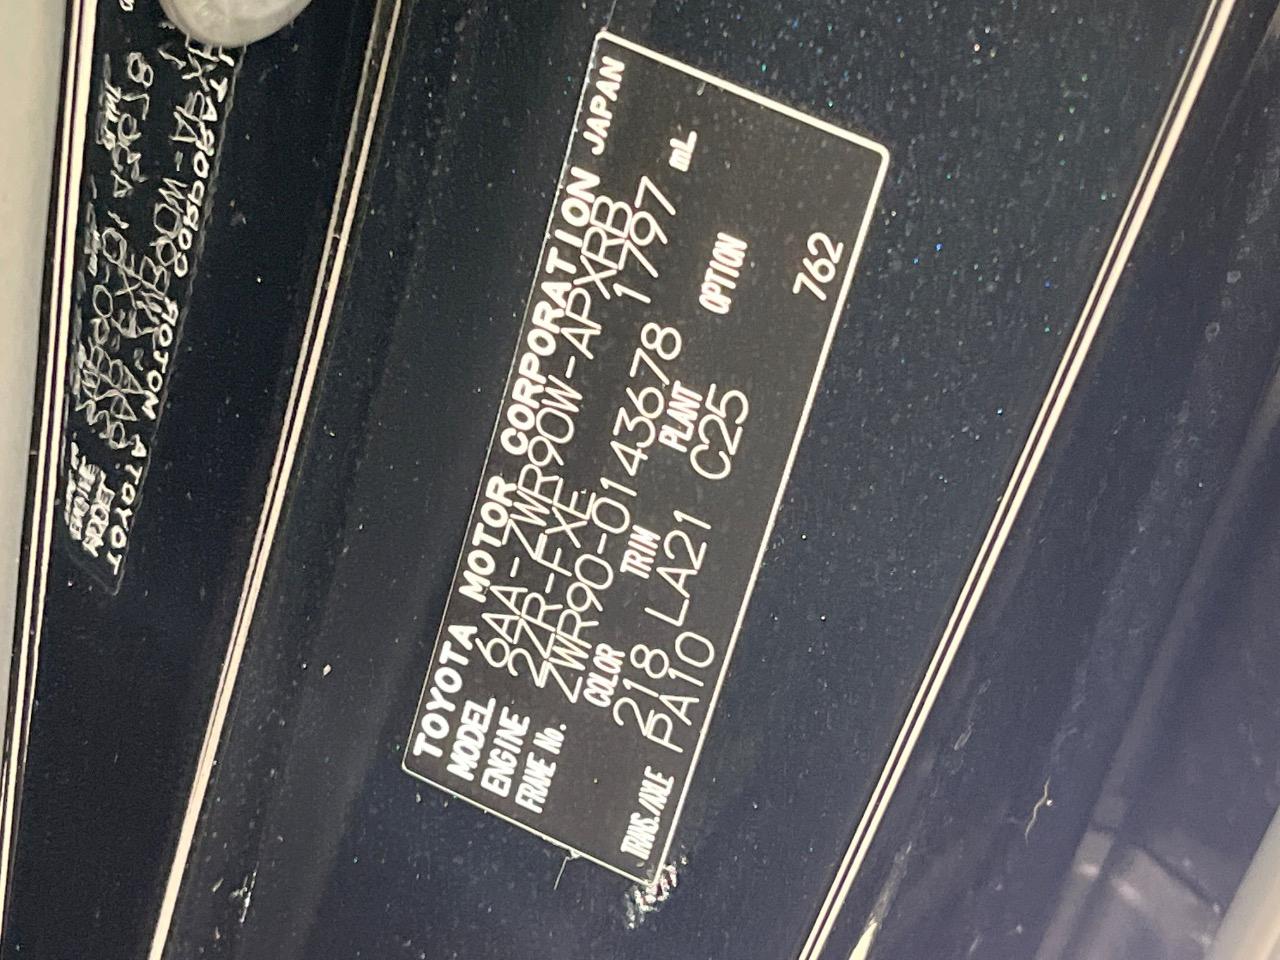 TOYOTA MOTOR CORPORATION JAPAN
MODEL 6AA-ZWR90W-APXRB
ENGINE 2ZR-FXE 1797 mL
FRAME No. ZWR90-0143678
COLOR TRIM PLANT OPTION
218 LA21 C25
TRANS./AXLE PA10 762